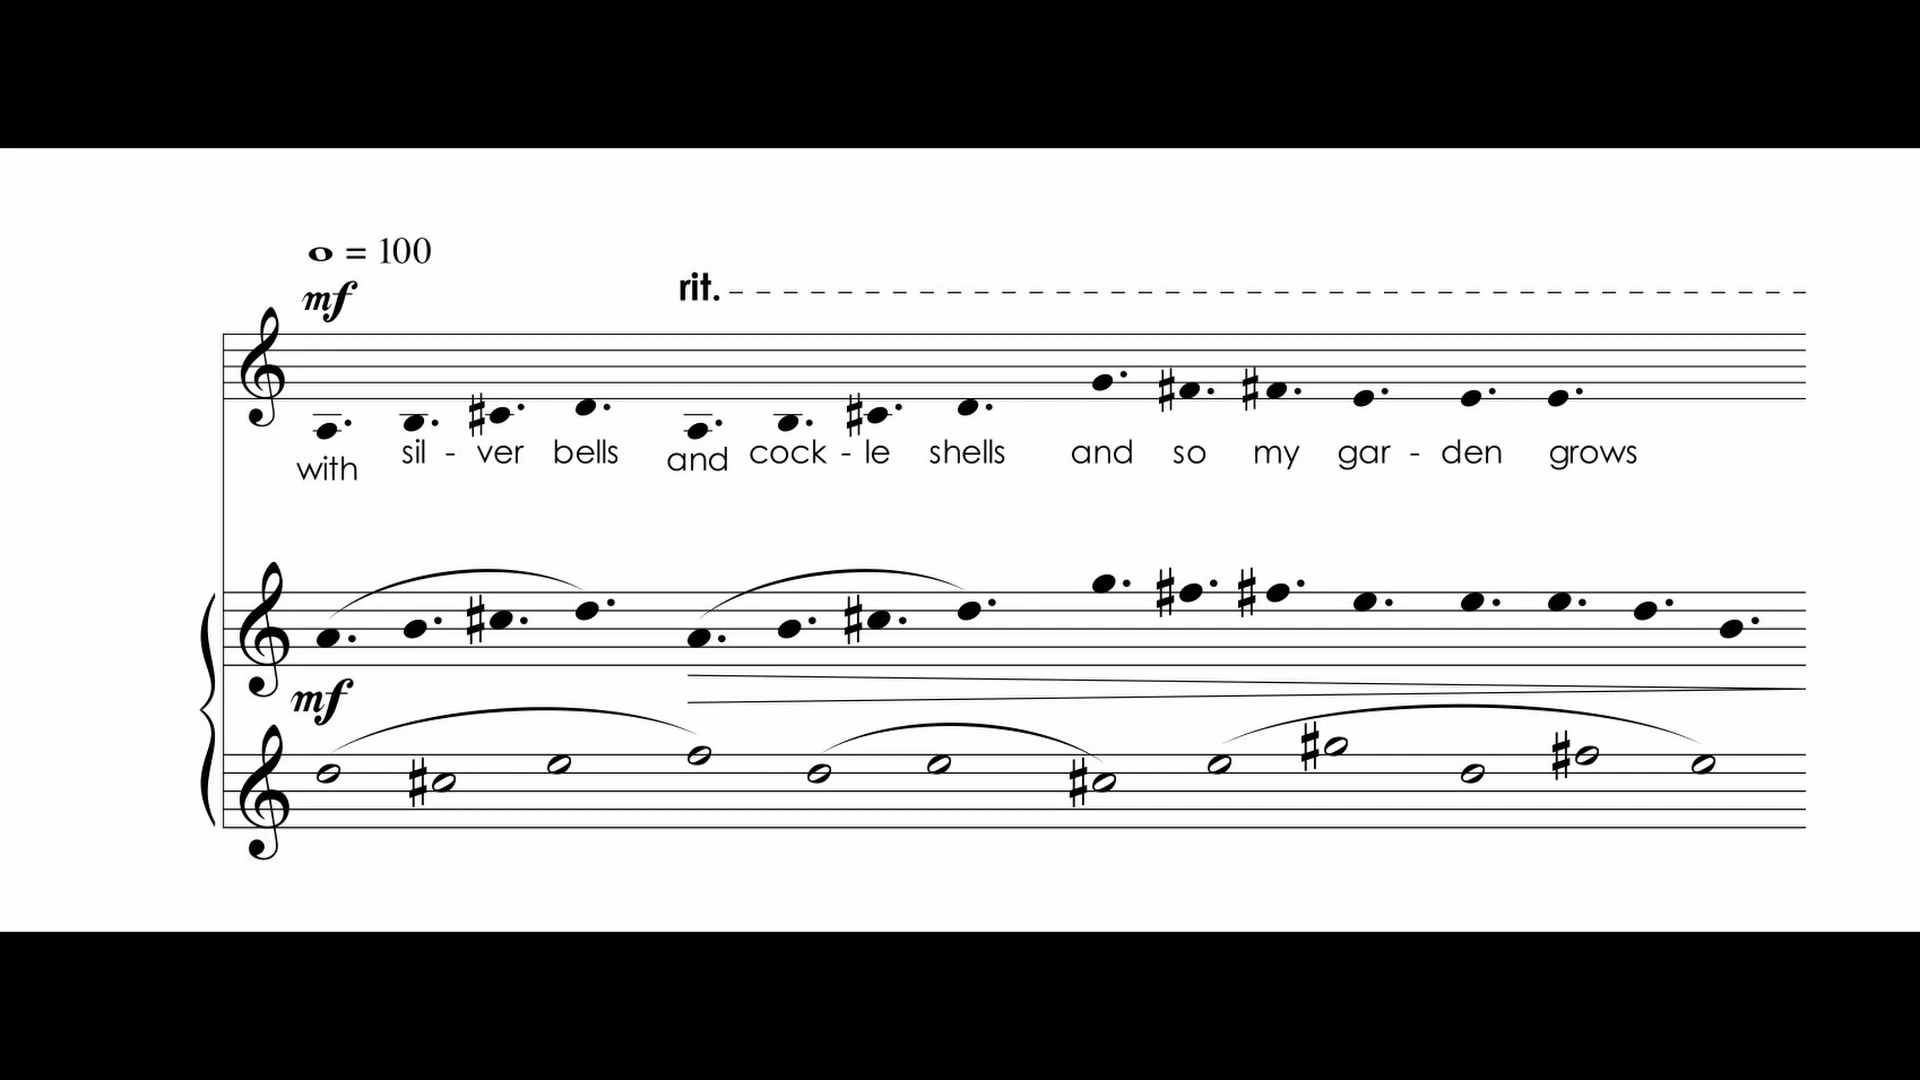 𝅝 = 100
mf
rit.
with sil - ver bells and cock - le shells and so my gar - den grows
mf